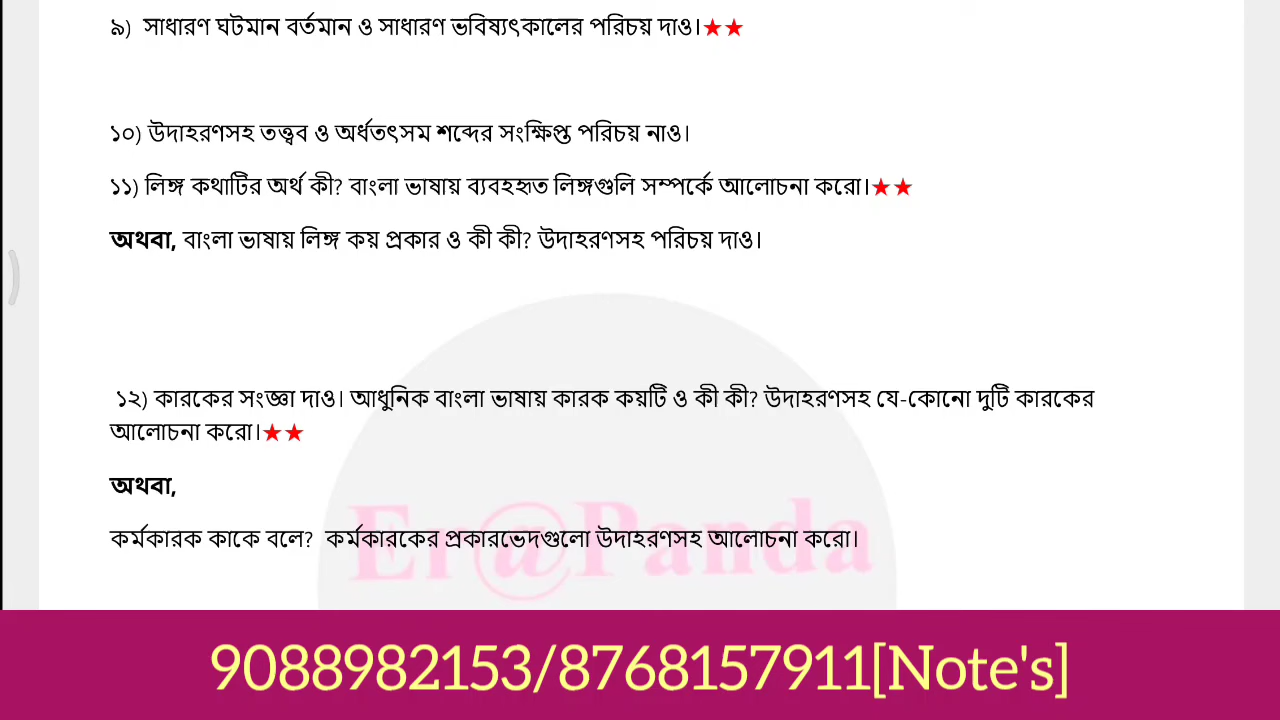 ৯) সাধারণ ঘটমান বর্তমান ও সাধারণ ভবিষ্যৎকালের পরিচয় দাও।★★
১০) উদাহরণসহ তত্ত্বব ও অর্ধতৎসম শব্দের সংক্ষিপ্ত পরিচয় নাও।
১১) লিঙ্গ কথাটির অর্থ কী? বাংলা ভাষায় ব্যবহহৃত লিঙ্গগুলি সম্পর্কে আলোচনা করো।★★
অথবা, বাংলা ভাষায় লিঙ্গ কয় প্রকার ও কী কী? উদাহরণসহ পরিচয় দাও।
১২) কারকের সংজ্ঞা দাও। আধুনিক বাংলা ভাষায় কারক কয়টি ও কী কী? উদাহরণসহ যে-কোনো দুটি কারকের
আলোচনা করো।★★
অথবা,
কর্মকারক কাকে বলে? কর্মকারকের প্রকারভেদগুলো উদাহরণসহ আলোচনা করো।
Er@Panda
9088982153/8768157911[Note's]